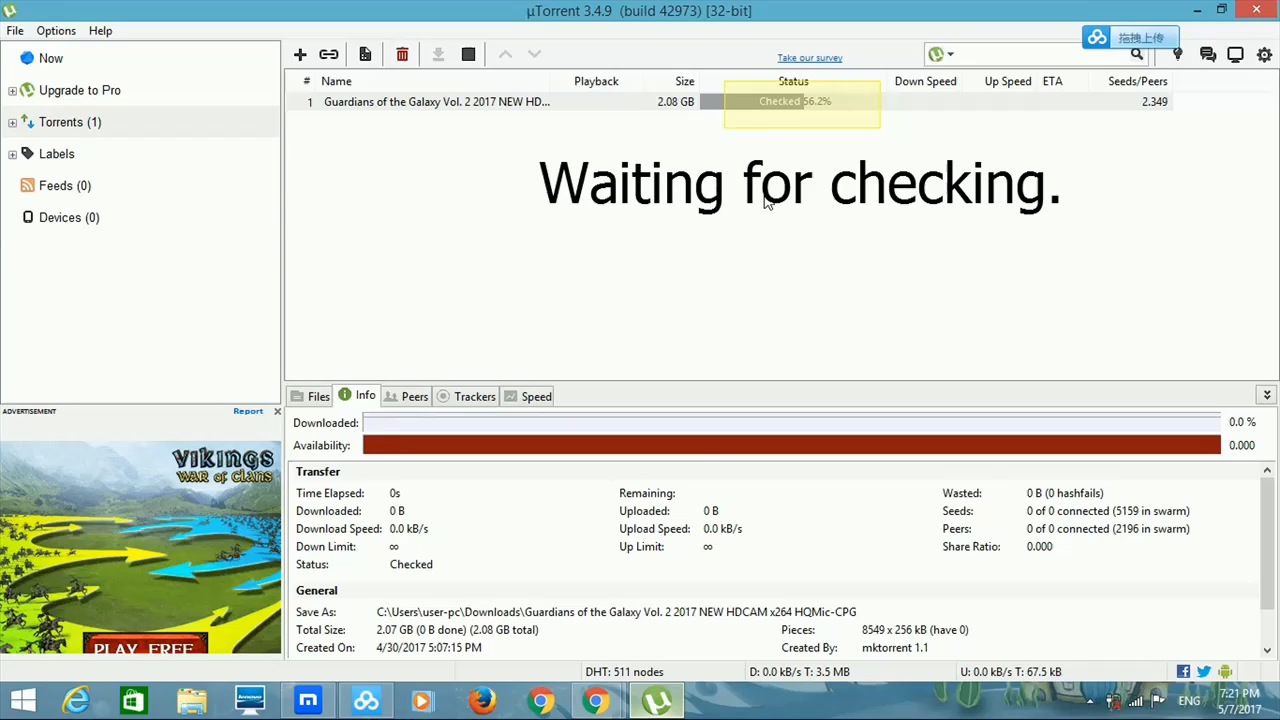 µTorrent 3.4.9 (build 42973) [32-bit]
File Options Help
拖拽上传
Now
Take our survey
Upgrade to Pro
# Name Playback Size Status Down Speed Up Speed ETA Seeds/Peers
1 Guardians of the Galaxy Vol. 2 2017 NEW HD... 2.08 GB Checked 56.2% 2.349
Torrents (1)
Labels
Feeds (0)
Devices (0)
Waiting for checking.
Files Info Peers Trackers Speed
ADVERTISEMENT Report
Downloaded: 0.0 %
Availability: 0.000
VIKINGS
WAR OF CLANS
PLAY FREE
Transfer
Time Elapsed: 0s Remaining: Wasted: 0 B (0 hashfails)
Downloaded: 0 B Uploaded: 0 B Seeds: 0 of 0 connected (5159 in swarm)
Download Speed: 0.0 kB/s Upload Speed: 0.0 kB/s Peers: 0 of 0 connected (2196 in swarm)
Down Limit: ∞ Up Limit: ∞ Share Ratio: 0.000
Status: Checked
General
Save As: C:\Users\user-pc\Downloads\Guardians of the Galaxy Vol. 2 2017 NEW HDCAM x264 HQMic-CPG
Total Size: 2.07 GB (0 B done) (2.08 GB total) Pieces: 8549 x 256 kB (have 0)
Created On: 4/30/2017 5:07:15 PM Created By: mktorrent 1.1
DHT: 511 nodes D: 0.0 kB/s T: 3.5 MB U: 0.0 kB/s T: 67.5 kB
ENG
7:21 PM
5/7/2017